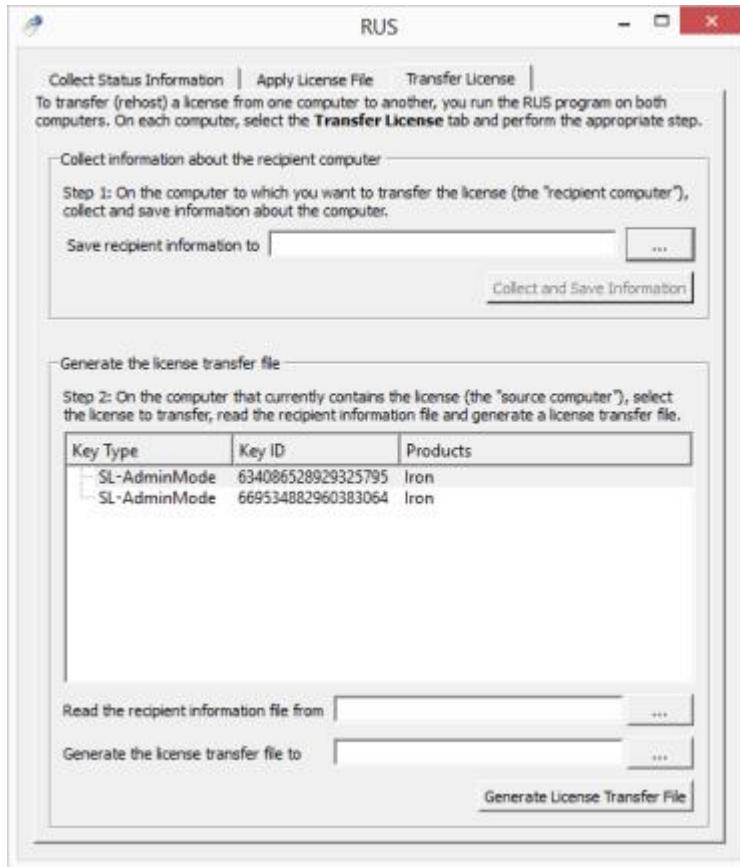 RUS
Collect Status Information | Apply License File | Transfer License
To transfer (rehost) a license from one computer to another, you run the RUS program on both
computers. On each computer, select the Transfer License tab and perform the appropriate step.
Collect information about the recipient computer
Step 1: On the computer to which you want to transfer the license (the "recipient computer"),
collect and save information about the computer.
Save recipient information to ...
Collect and Save Information
Generate the license transfer file
Step 2: On the computer that currently contains the license (the "source computer"), select
the license to transfer, read the recipient information file and generate a license transfer file.
Key Type Key ID Products
SL-AdminMode 634086528929325795 Iron
SL-AdminMode 669534882960383064 Iron
Read the recipient information file from ...
Generate the license transfer file to ...
Generate License Transfer File